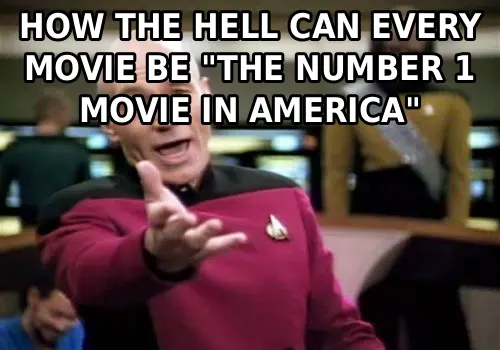 HOW THE HELL CAN EVERY
MOVIE BE "THE NUMBER 1
MOVIE IN AMERICA"